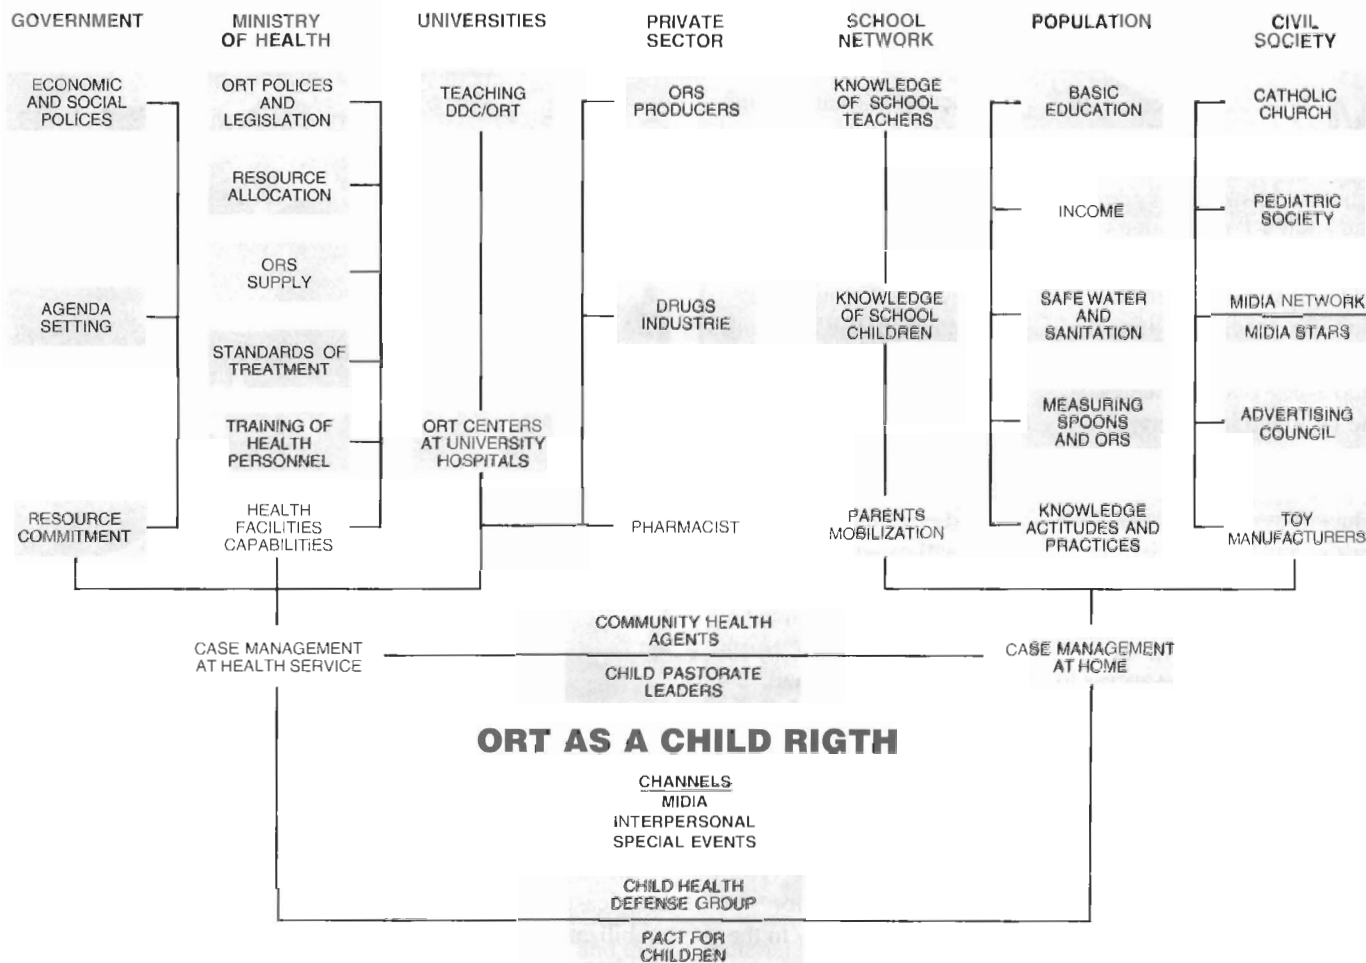 GOVERNMENT
ECONOMIC
AND SOCIAL
POLICES
AGENDA
SETTING
RESOURCE
COMMITMENT
MINISTRY
OF HEALTH
ORT POLICES
AND
LEGISLATION
RESOURCE
ALLOCATION
ORS
SUPPLY
STANDARDS OF
TREATMENT
TRAINING OF
HEALTH
PERSONNEL
HEALTH
FACILITIES
CAPABILITIES
UNIVERSITIES
TEACHING
DDC/ORT
ORT CENTERS
AT UNIVERSITY
HOSPITALS
PRIVATE
SECTOR
ORS
PRODUCERS
DRUGS
INDUSTRIE
PHARMACIST
SCHOOL
NETWORK
KNOWLEDGE
OF SCHOOL
TEACHERS
KNOWLEDGE
OF SCHOOL
CHILDREN
PARENTS
MOBILIZATION
POPULATION
BASIC
EDUCATION
INCOME
SAFE WATER
AND
SANITATION
MEASURING
SPOONS
AND ORS
KNOWLEDGE
ACTITUDES AND
PRACTICES
CIVIL
SOCIETY
CATHOLIC
CHURCH
PEDIATRIC
SOCIETY
MIDIA NETWORK
MIDIA STARS
ADVERTISING
COUNCIL
TOY
MANUFACTURERS
CASE MANAGEMENT
AT HEALTH SERVICE
COMMUNITY HEALTH
AGENTS
CHILD PASTORATE
LEADERS
CASE MANAGEMENT
AT HOME
ORT AS A CHILD RIGTH
CHANNELS
MIDIA
INTERPERSONAL
SPECIAL EVENTS
CHILD HEALTH
DEFENSE GROUP
PACT FOR
CHILDREN